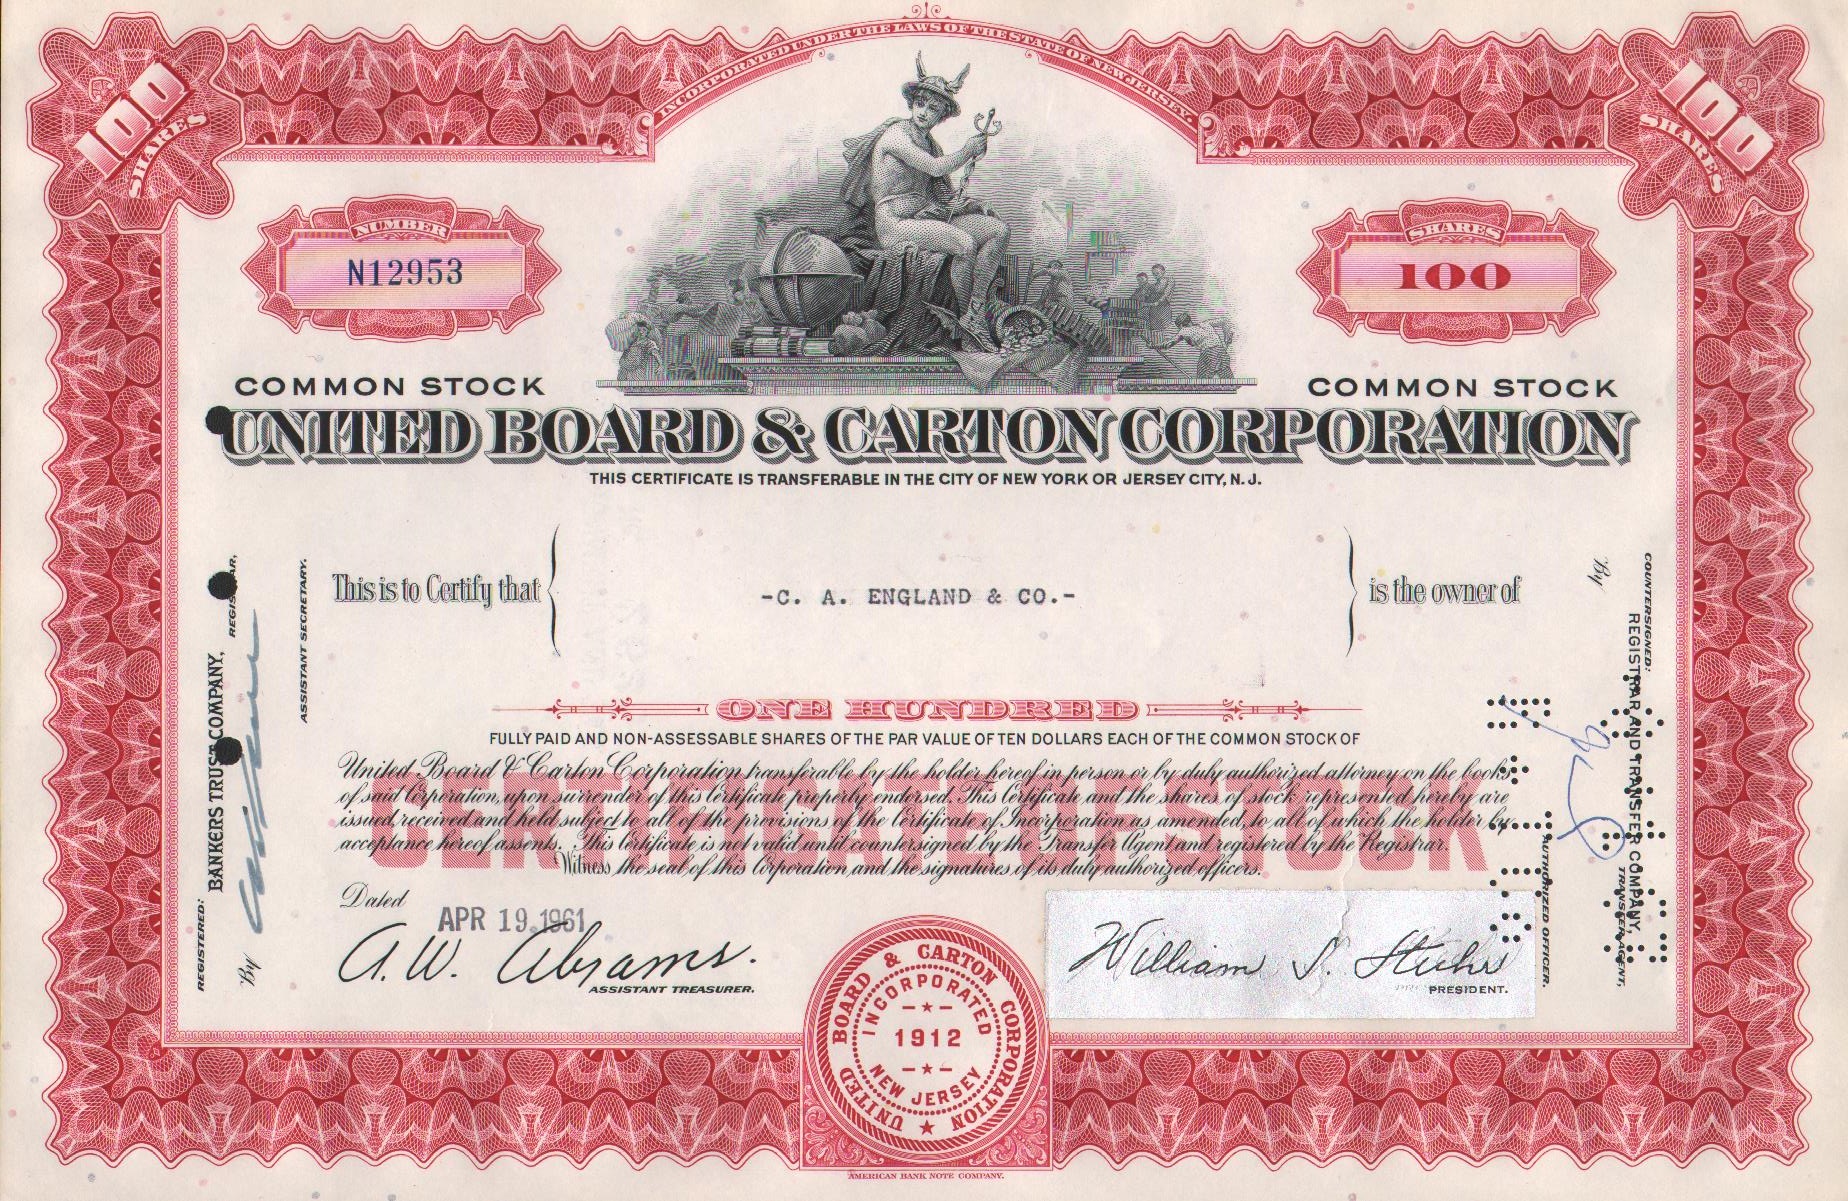 INCORPORATED UNDER THE LAWS OF THE STATE OF NEW JERSEY.
100 SHARES
100 SHARES
NUMBER
N12953
SHARES
100
COMMON STOCK
COMMON STOCK
UNITED BOARD & CARTON CORPORATION
THIS CERTIFICATE IS TRANSFERABLE IN THE CITY OF NEW YORK OR JERSEY CITY, N. J.
This is to Certify that
-C. A. ENGLAND & CO.-
is the owner of
ONE HUNDRED
FULLY PAID AND NON-ASSESSABLE SHARES OF THE PAR VALUE OF TEN DOLLARS EACH OF THE COMMON STOCK OF
United Board & Carton Corporation transferable by the holder hereof in person or by duly authorized attorney on the books
of said Corporation, upon surrender of this Certificate properly endorsed. This Certificate and the shares of stock represented hereby are
issued, received and held subject to all of the provisions of the Certificate of Incorporation as amended, to all of which the holder by
acceptance hereof assents. This Certificate is not valid until countersigned by the Transfer Agent and registered by the Registrar.
Witness the seal of this Corporation, and the signatures of its duly authorized officers.
CERTIFICATE OF STOCK
Dated
APR 19.1961
A. W. Abrams.
ASSISTANT TREASURER.
William S. Stuhr
PRESIDENT.
UNITED BOARD & CARTON CORPORATION
INCORPORATED
1912
NEW JERSEY
REGISTERED:
BANKERS TRUST COMPANY,
REGISTRAR,
By
ASSISTANT SECRETARY.
COUNTERSIGNED:
REGISTRAR AND TRANSFER COMPANY,
TRANSFER AGENT,
By
AUTHORIZED OFFICER.
AMERICAN BANK NOTE COMPANY.